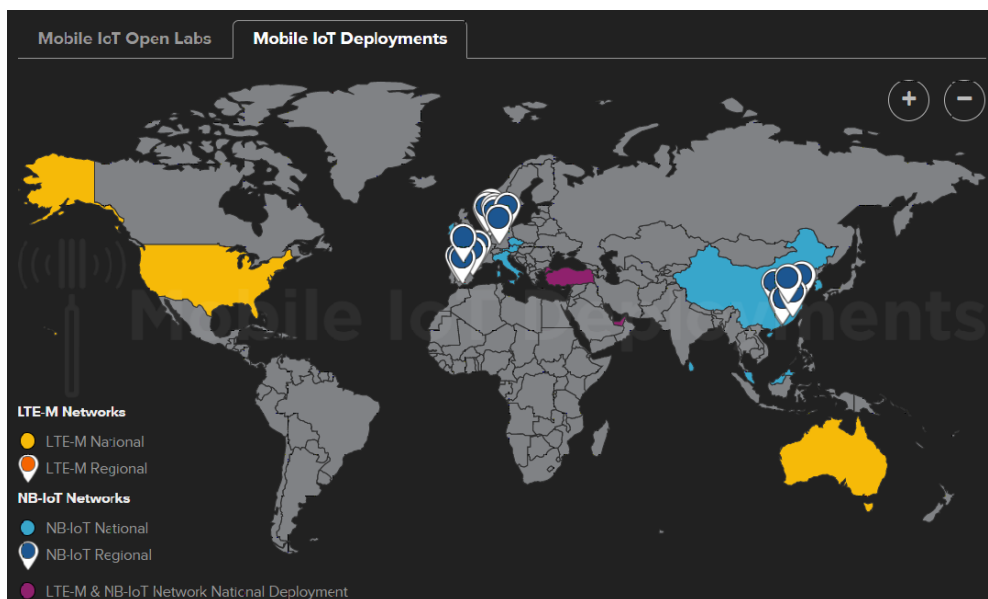 Mobile IoT Open Labs
Mobile IoT Deployments
+
−
Mobile IoT Deployments
LTE-M Networks
LTE-M National
LTE-M Regional
NB-IoT Networks
NB-IoT National
NB-IoT Regional
LTE-M & NB-IoT Network National Deployment